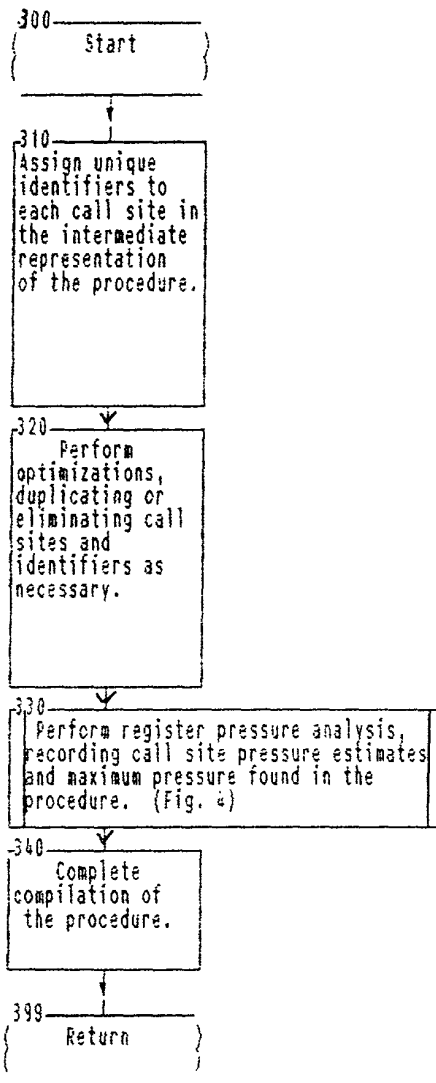 300
Start
310
Assign unique
identifiers to
each call site in
the intermediate
representation
of the procedure.
320
Perform
optimizations,
duplicating or
eliminating call
sites and
identifiers as
necessary.
330
Perform register pressure analysis,
recording call site pressure estimates
and maximum pressure found in the
procedure. (Fig. 4)
340
Complete
compilation of
the procedure.
399
Return